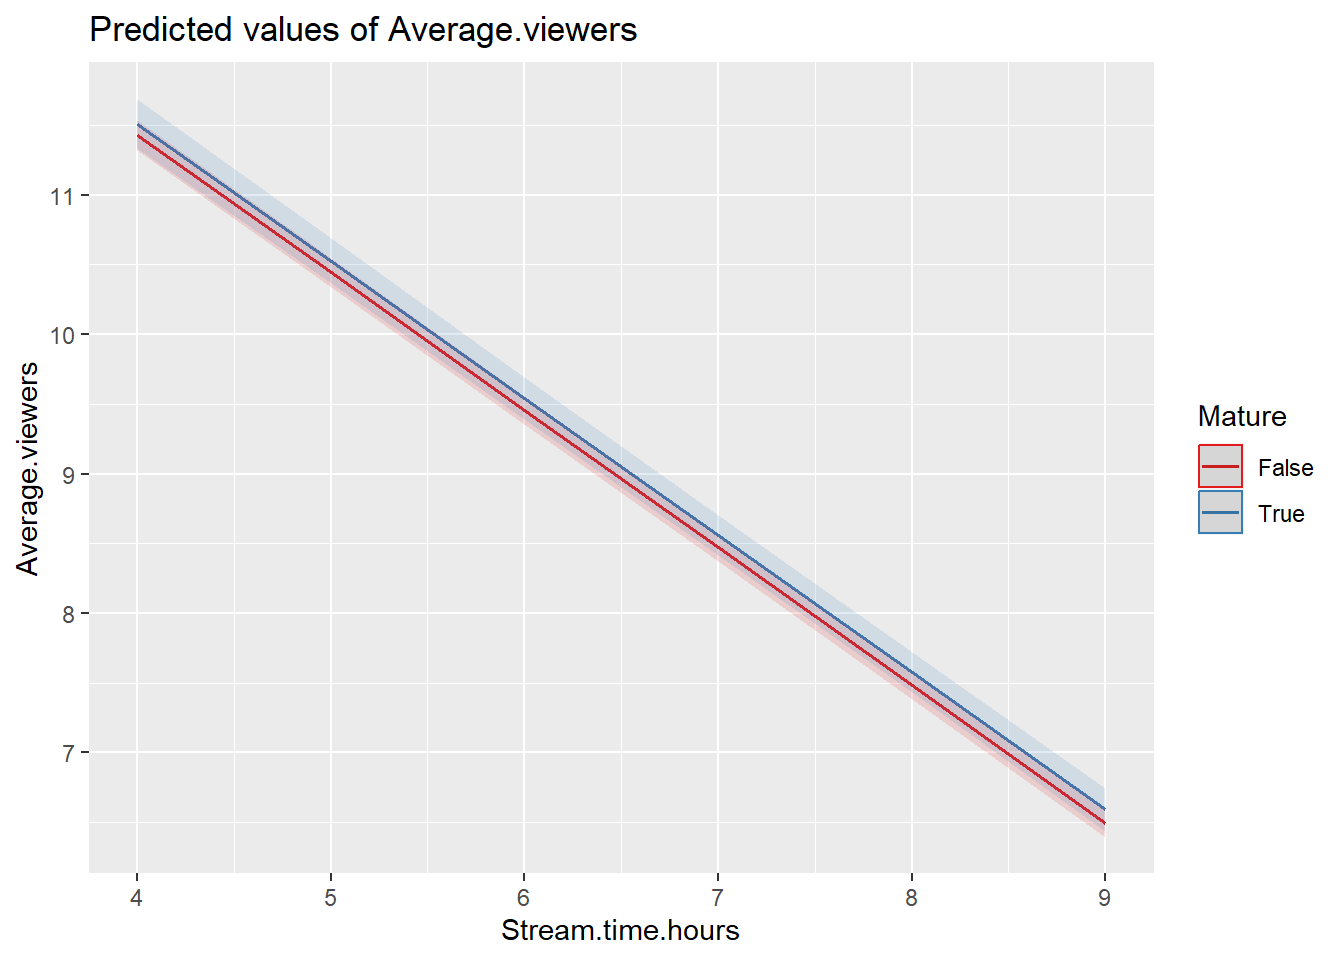 Predicted values of Average.viewers
11
10
9
8
7
Average.viewers
4 5 6 7 8 9
Stream.time.hours
Mature
False
True